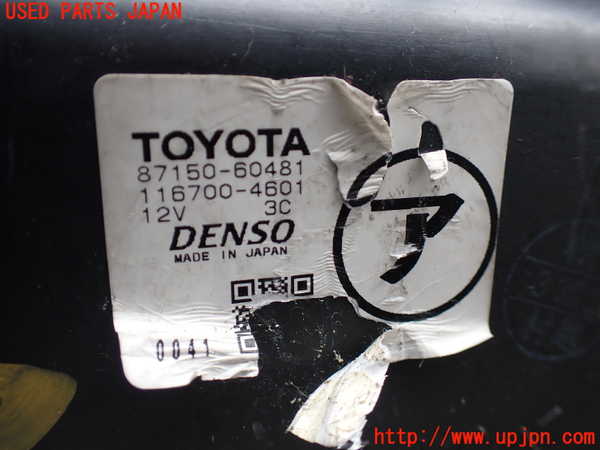 USED PARTS JAPAN
TOYOTA
87150-60481
116700-4601
12V 3C
DENSO
MADE IN JAPAN
ア
0041
http://www.upjpn.com